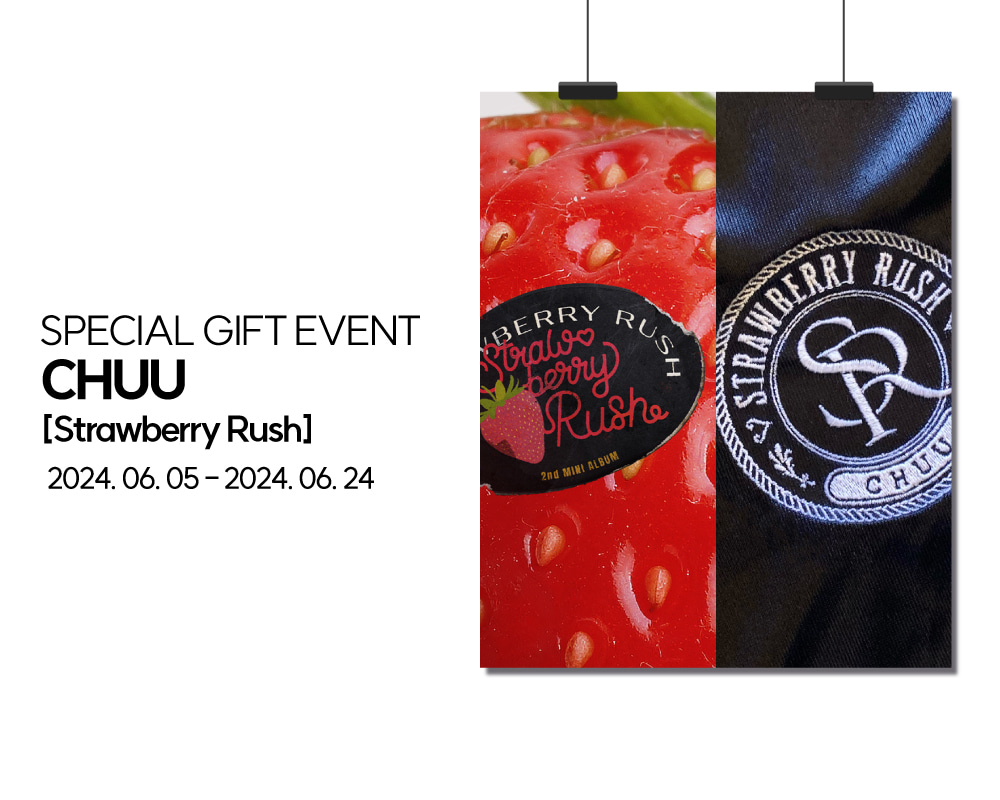 SPECIAL GIFT EVENT
CHUU
[Strawberry Rush]
2024. 06. 05 - 2024. 06. 24
BERRY RUSH
Straw
berry
Rush
2nd MINI ALBUM
STRAWBERRY RUSH
SR
CHUU